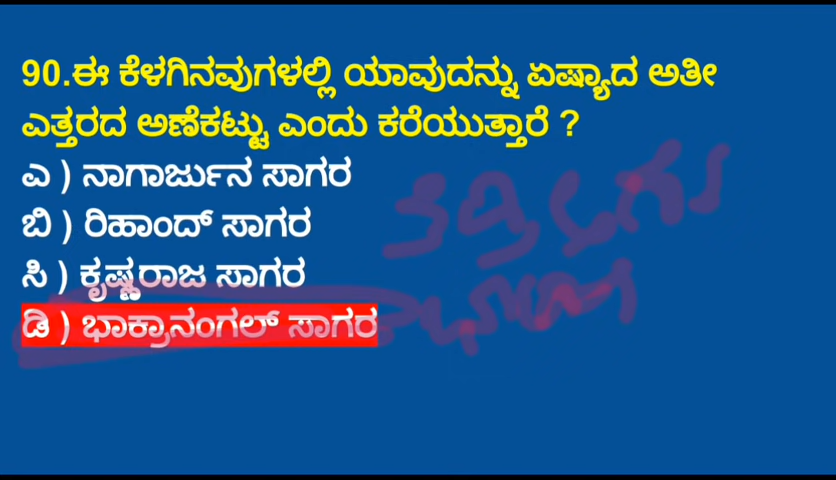 90.ಈ ಕೆಳಗಿನವುಗಳಲ್ಲಿ ಯಾವುದನ್ನು ಏಷ್ಯಾದ ಅತೀ
ಎತ್ತರದ ಅಣೆಕಟ್ಟು ಎಂದು ಕರೆಯುತ್ತಾರೆ ?
ಎ ) ನಾಗಾರ್ಜುನ ಸಾಗರ
ಬಿ ) ರಿಹಾಂದ್ ಸಾಗರ
ಸಿ ) ಕೃಷ್ಣರಾಜ ಸಾಗರ
ಡಿ ) ಭಾಕ್ರಾನಂಗಲ್ ಸಾಗರ